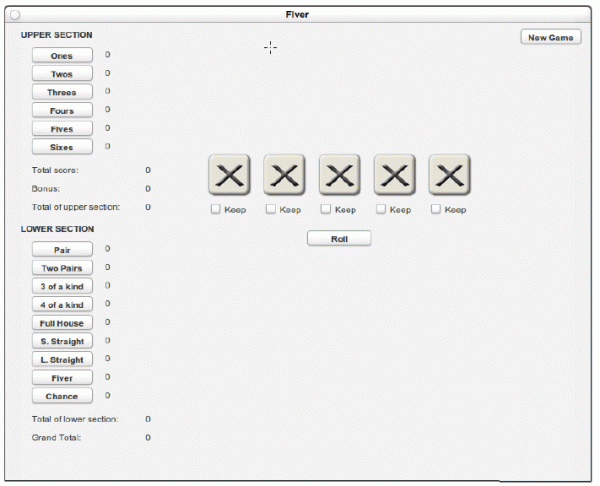 Fiver
UPPER SECTION
New Game
Ones 0
Twos 0
Threes 0
Fours 0
Fives 0
Sixes 0
Total score: 0
Bonus: 0
Total of upper section: 0
Keep Keep Keep Keep Keep
LOWER SECTION
Roll
Pair 0
Two Pairs 0
3 of a kind 0
4 of a kind 0
Full House 0
S. Straight 0
L. Straight 0
Fiver 0
Chance 0
Total of lower section: 0
Grand Total: 0